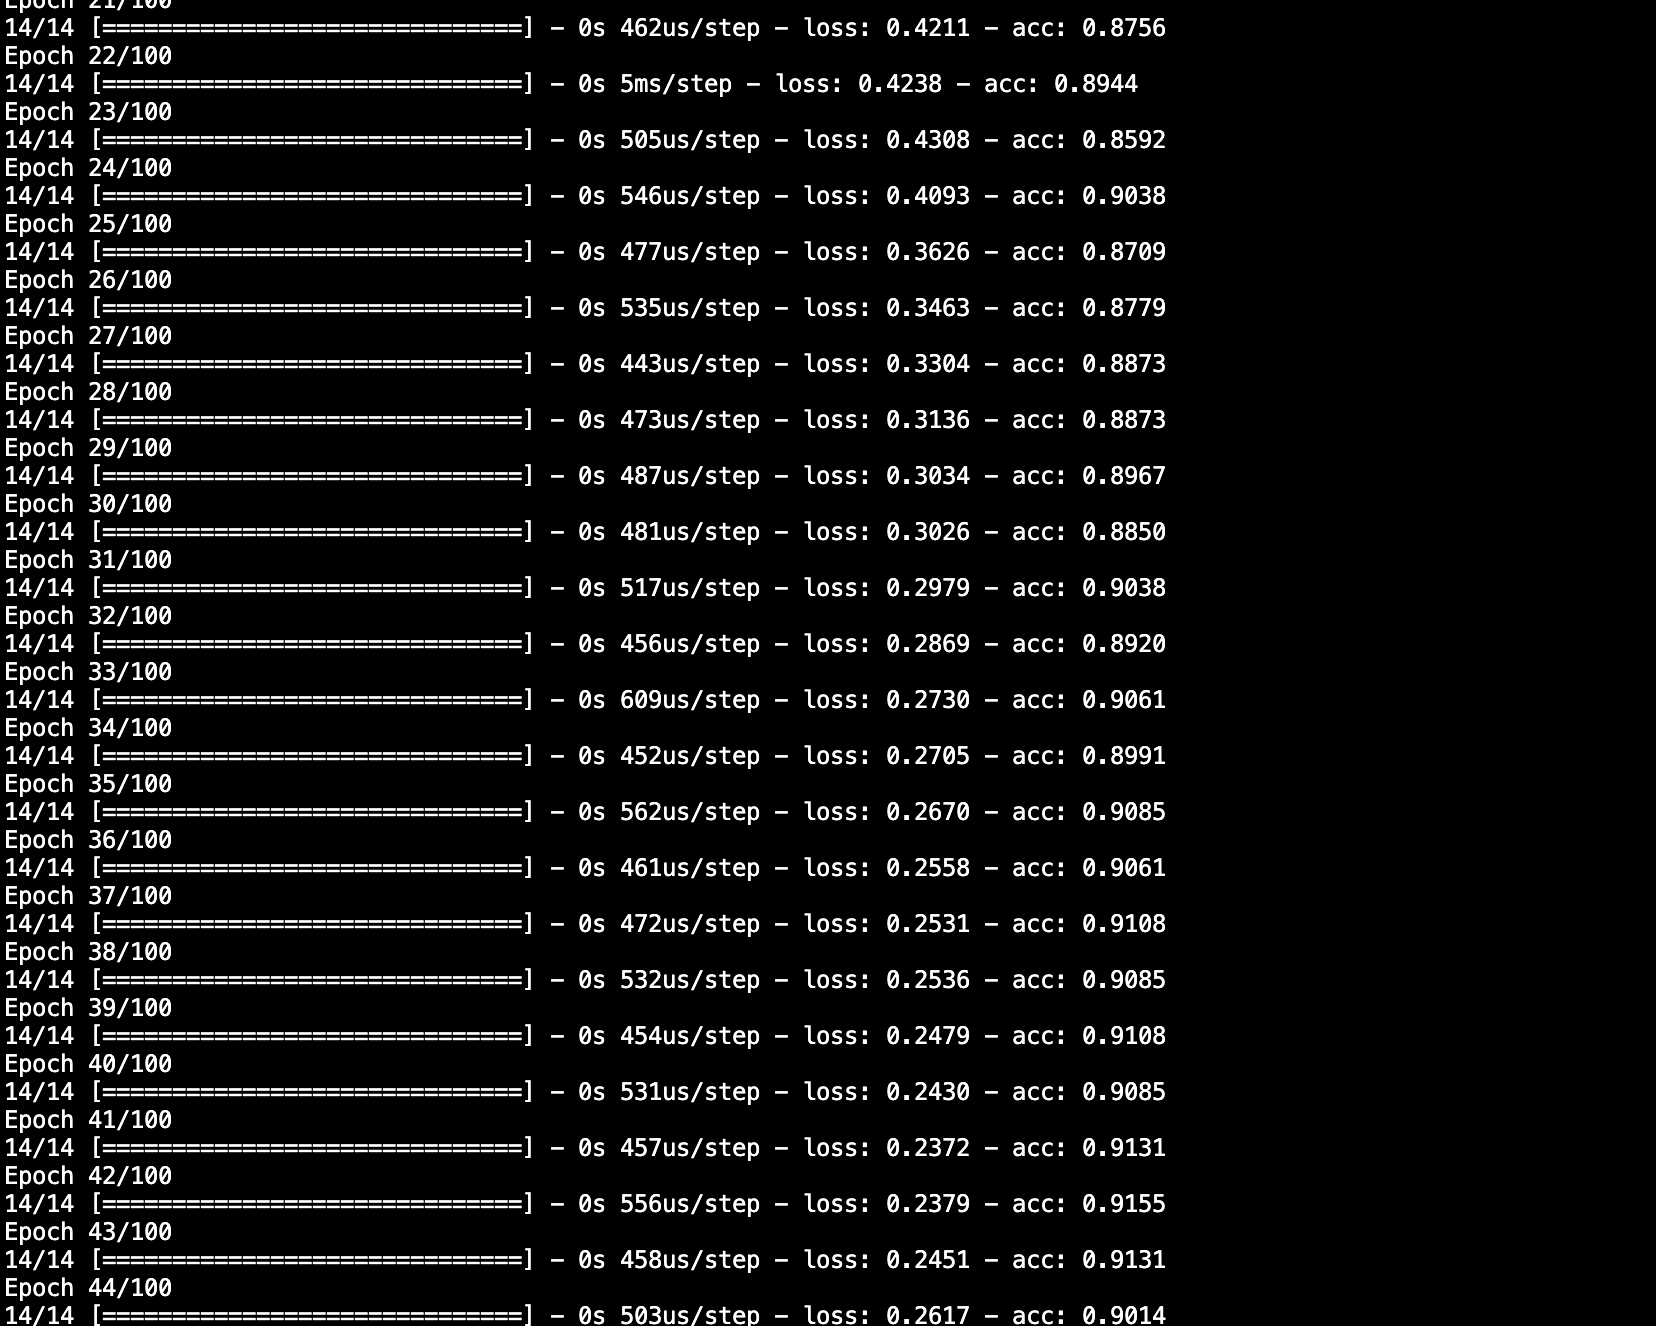 Epoch 21/100
14/14 [==============================] - 0s 462us/step - loss: 0.4211 - acc: 0.8756
Epoch 22/100
14/14 [==============================] - 0s 5ms/step - loss: 0.4238 - acc: 0.8944
Epoch 23/100
14/14 [==============================] - 0s 505us/step - loss: 0.4308 - acc: 0.8592
Epoch 24/100
14/14 [==============================] - 0s 546us/step - loss: 0.4093 - acc: 0.9038
Epoch 25/100
14/14 [==============================] - 0s 477us/step - loss: 0.3626 - acc: 0.8709
Epoch 26/100
14/14 [==============================] - 0s 535us/step - loss: 0.3463 - acc: 0.8779
Epoch 27/100
14/14 [==============================] - 0s 443us/step - loss: 0.3304 - acc: 0.8873
Epoch 28/100
14/14 [==============================] - 0s 473us/step - loss: 0.3136 - acc: 0.8873
Epoch 29/100
14/14 [==============================] - 0s 487us/step - loss: 0.3034 - acc: 0.8967
Epoch 30/100
14/14 [==============================] - 0s 481us/step - loss: 0.3026 - acc: 0.8850
Epoch 31/100
14/14 [==============================] - 0s 517us/step - loss: 0.2979 - acc: 0.9038
Epoch 32/100
14/14 [==============================] - 0s 456us/step - loss: 0.2869 - acc: 0.8920
Epoch 33/100
14/14 [==============================] - 0s 609us/step - loss: 0.2730 - acc: 0.9061
Epoch 34/100
14/14 [==============================] - 0s 452us/step - loss: 0.2705 - acc: 0.8991
Epoch 35/100
14/14 [==============================] - 0s 562us/step - loss: 0.2670 - acc: 0.9085
Epoch 36/100
14/14 [==============================] - 0s 461us/step - loss: 0.2558 - acc: 0.9061
Epoch 37/100
14/14 [==============================] - 0s 472us/step - loss: 0.2531 - acc: 0.9108
Epoch 38/100
14/14 [==============================] - 0s 532us/step - loss: 0.2536 - acc: 0.9085
Epoch 39/100
14/14 [==============================] - 0s 454us/step - loss: 0.2479 - acc: 0.9108
Epoch 40/100
14/14 [==============================] - 0s 531us/step - loss: 0.2430 - acc: 0.9085
Epoch 41/100
14/14 [==============================] - 0s 457us/step - loss: 0.2372 - acc: 0.9131
Epoch 42/100
14/14 [==============================] - 0s 556us/step - loss: 0.2379 - acc: 0.9155
Epoch 43/100
14/14 [==============================] - 0s 458us/step - loss: 0.2451 - acc: 0.9131
Epoch 44/100
14/14 [==============================] - 0s 503us/step - loss: 0.2617 - acc: 0.9014